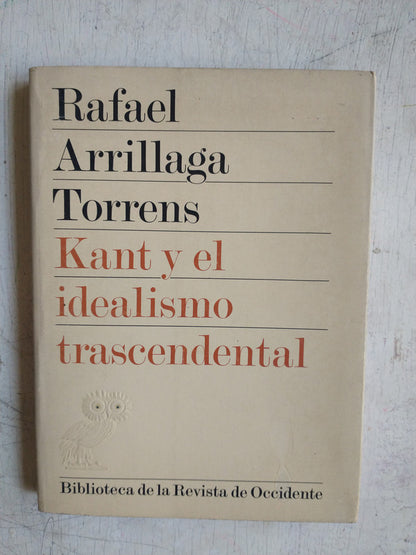 Rafael
Arrillaga
Torrens
Kant y el
idealismo
trascendental
Biblioteca de la Revista de Occidente